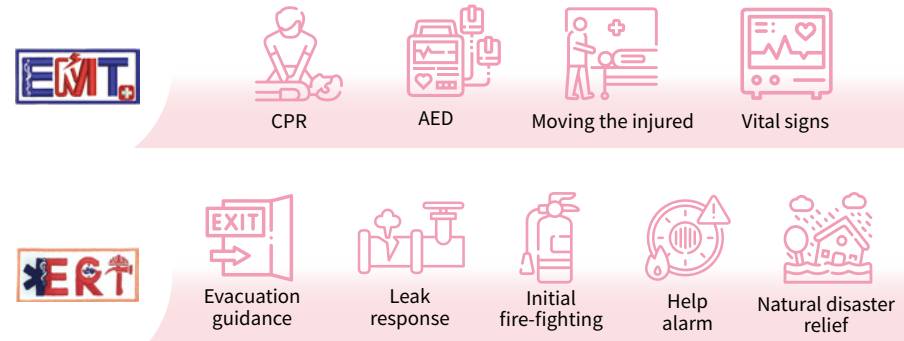 EMT
CPR
AED
Moving the injured
Vital signs
EXIT
ERT
Evacuation
guidance
Leak
response
Initial
fire-fighting
Help
alarm
Natural disaster
relief